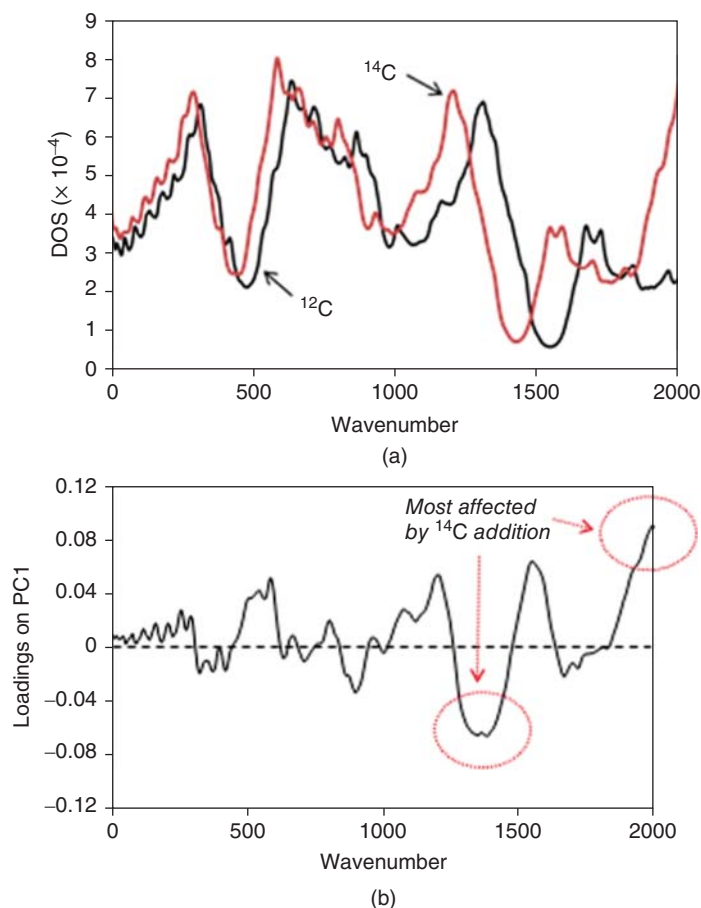 9
8
7
6
5
4
3
2
1
0
DOS (× 10⁻⁴)
¹⁴C
¹²C
0 500 1000 1500 2000
Wavenumber
(a)
0.12
0.08
0.04
0
−0.04
−0.08
−0.12
Loadings on PC1
Most affected
by ¹⁴C addition
0 500 1000 1500 2000
Wavenumber
(b)